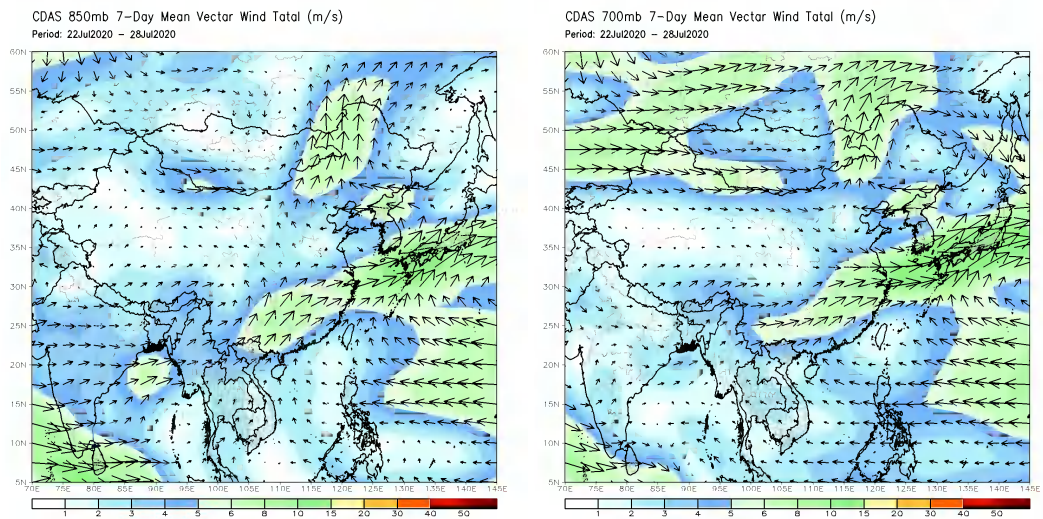 CDAS 850mb 7-Day Mean Vectar Wind Tatal (m/s)
Period: 22Jul2020 - 28Jul2020
60N
55N
50N
45N
40N
35N
30N
25N
20N
15N
10N
5N
70E 75E 80E 85E 90E 95E 100E 105E 110E 115E 120E 125E 130E 135E 140E 145E
1 2 3 4 5 6 8 10 15 20 30 40 50
CDAS 700mb 7-Day Mean Vectar Wind Tatal (m/s)
Period: 22Jul2020 - 28Jul2020
60N
55N
50N
45N
40N
35N
30N
25N
20N
15N
10N
5N
70E 75E 80E 85E 90E 95E 100E 105E 110E 115E 120E 125E 130E 135E 140E 145E
1 2 3 4 5 6 8 10 15 20 30 40 50